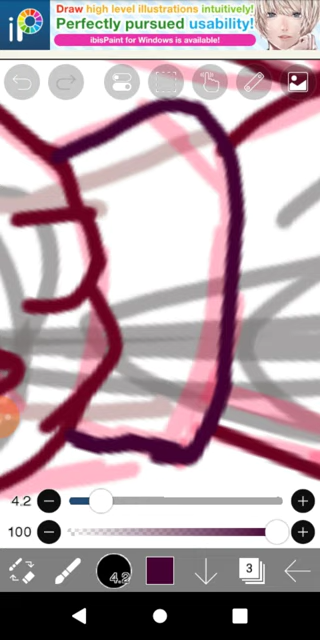 iP
Draw high level illustrations intuitively!
Perfectly pursued usability!
ibisPaint for Windows is available!
4.2
100
4.2
3